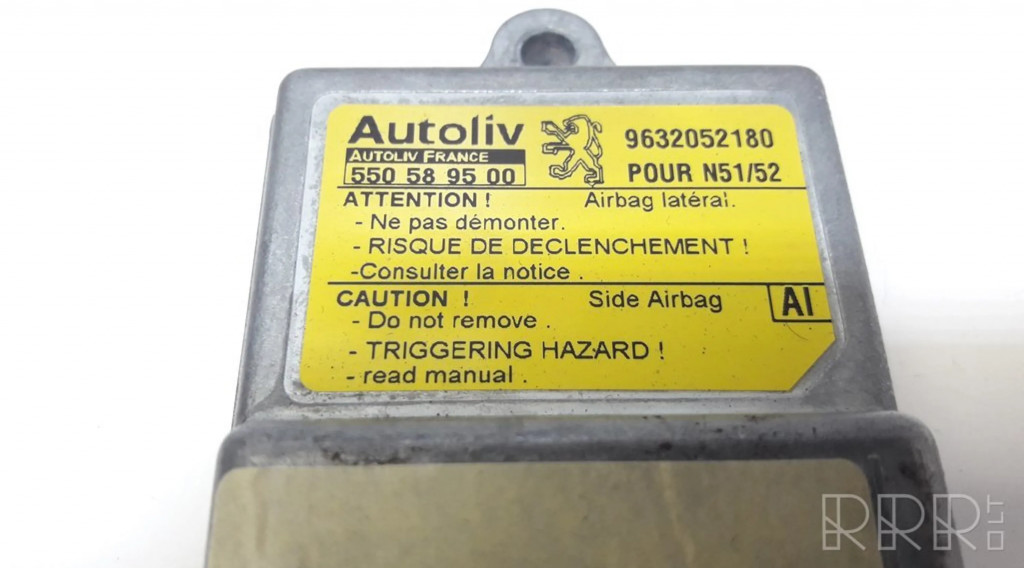 Autoliv
AUTOLIV FRANCE
550 58 95 00
9632052180
POUR N51/52
ATTENTION ! Airbag latéral.
- Ne pas démonter.
- RISQUE DE DECLENCHEMENT !
-Consulter la notice .
CAUTION ! Side Airbag AI
- Do not remove .
- TRIGGERING HAZARD !
- read manual .
RRR.LT